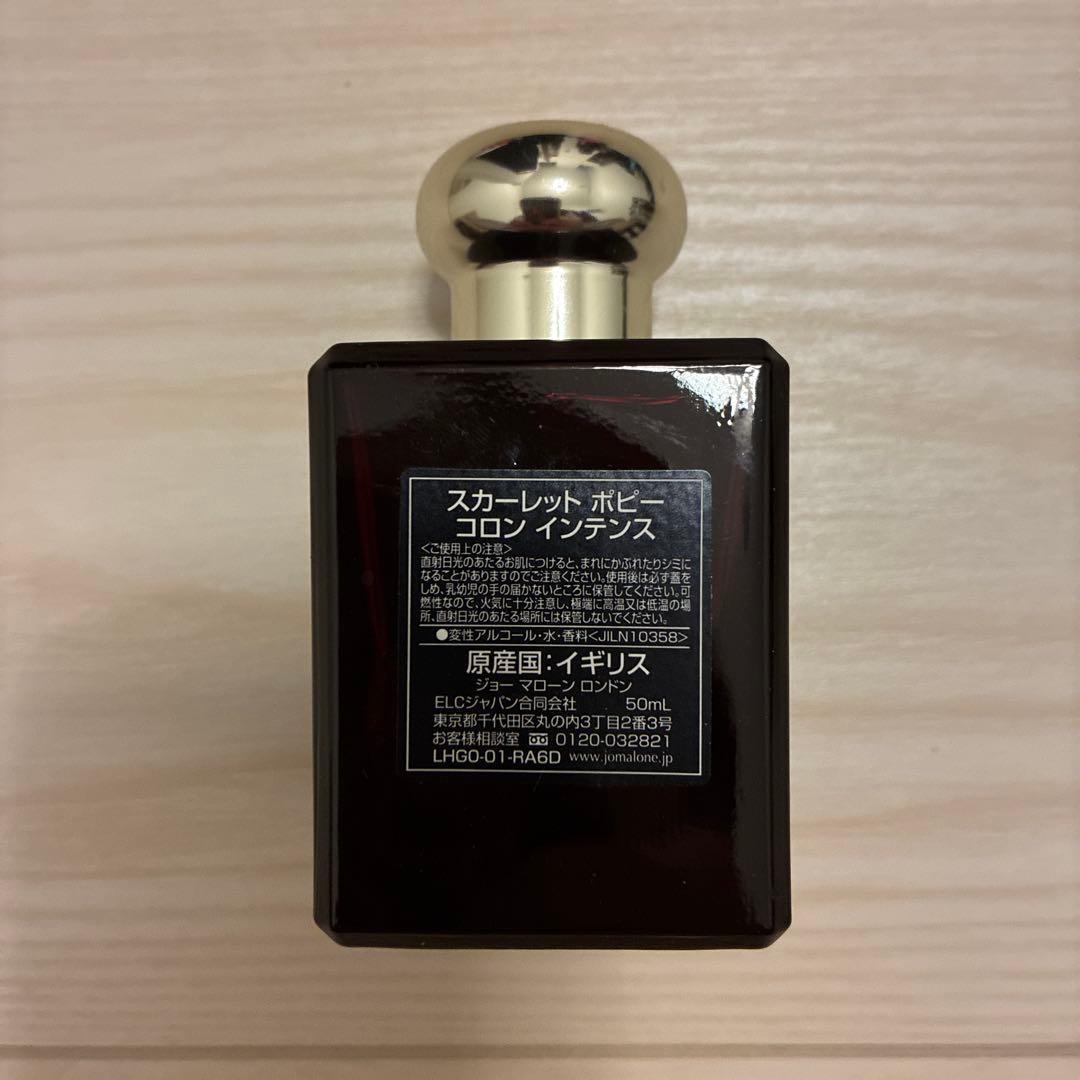 スカーレット ポピー
コロン インテンス
<ご使用上の注意>
直射日光のあたるお肌につけると、まれにかぶれたりシミに
なることがありますのでご注意ください。使用後は必ず蓋を
しめ、乳幼児の手の届かないところに保管してください。可
燃性なので、火気に十分注意し、極端に高温又は低温の場
所、直射日光のあたる場所には保管しないでください。
●変性アルコール・水・香料<JILN10358>
原産国:イギリス
ジョー マローン ロンドン
ELCジャパン合同会社 50mL
東京都千代田区丸の内3丁目2番3号
お客様相談室 0120-032821
LHG0-01-RA6D www.jomalone.jp